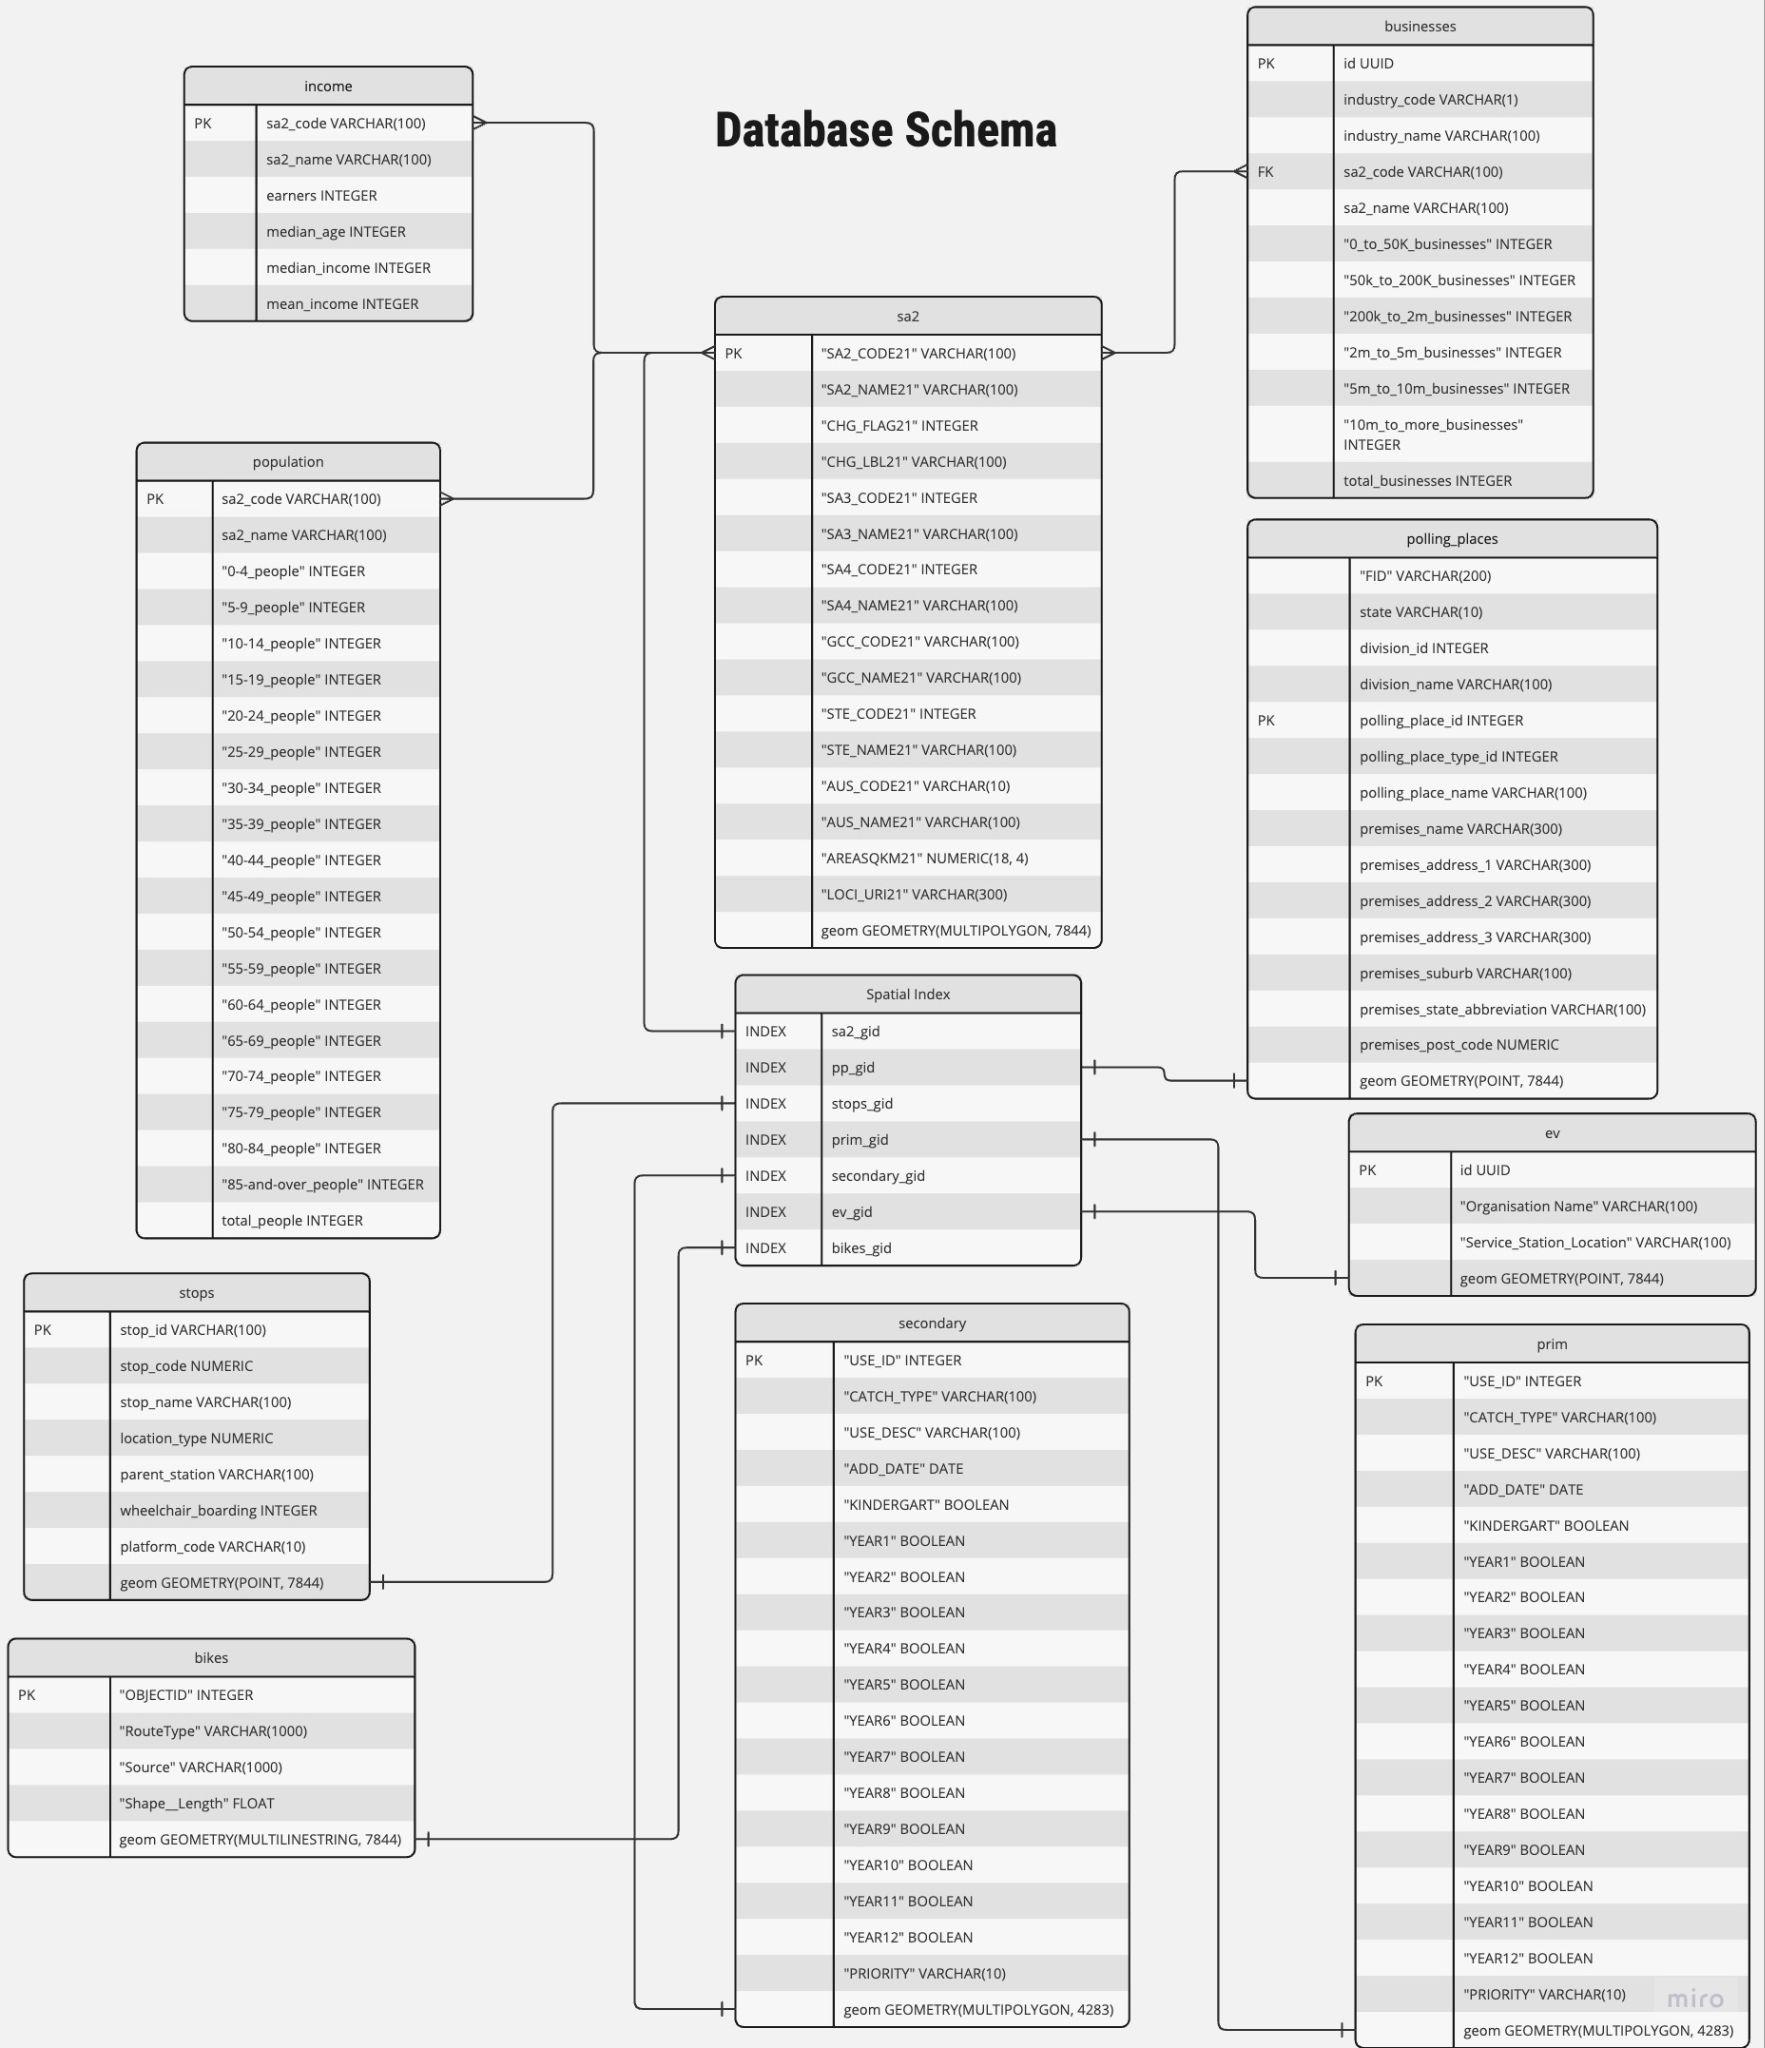 Database Schema
income
PK
sa2_code VARCHAR(100)
sa2_name VARCHAR(100)
earners INTEGER
median_age INTEGER
median_income INTEGER
mean_income INTEGER
population
PK
sa2_code VARCHAR(100)
sa2_name VARCHAR(100)
"0-4_people" INTEGER
"5-9_people" INTEGER
"10-14_people" INTEGER
"15-19_people" INTEGER
"20-24_people" INTEGER
"25-29_people" INTEGER
"30-34_people" INTEGER
"35-39_people" INTEGER
"40-44_people" INTEGER
"45-49_people" INTEGER
"50-54_people" INTEGER
"55-59_people" INTEGER
"60-64_people" INTEGER
"65-69_people" INTEGER
"70-74_people" INTEGER
"75-79_people" INTEGER
"80-84_people" INTEGER
"85-and-over_people" INTEGER
total_people INTEGER
stops
PK
stop_id VARCHAR(100)
stop_code NUMERIC
stop_name VARCHAR(100)
location_type NUMERIC
parent_station VARCHAR(100)
wheelchair_boarding INTEGER
platform_code VARCHAR(10)
geom GEOMETRY(POINT, 7844)
bikes
PK
"OBJECTID" INTEGER
"RouteType" VARCHAR(1000)
"Source" VARCHAR(1000)
"Shape__Length" FLOAT
geom GEOMETRY(MULTILINESTRING, 7844)
sa2
PK
"SA2_CODE21" VARCHAR(100)
"SA2_NAME21" VARCHAR(100)
"CHG_FLAG21" INTEGER
"CHG_LBL21" VARCHAR(100)
"SA3_CODE21" INTEGER
"SA3_NAME21" VARCHAR(100)
"SA4_CODE21" INTEGER
"SA4_NAME21" VARCHAR(100)
"GCC_CODE21" VARCHAR(100)
"GCC_NAME21" VARCHAR(100)
"STE_CODE21" INTEGER
"STE_NAME21" VARCHAR(100)
"AUS_CODE21" VARCHAR(10)
"AUS_NAME21" VARCHAR(100)
"AREASQKM21" NUMERIC(18, 4)
"LOCI_URI21" VARCHAR(300)
geom GEOMETRY(MULTIPOLYGON, 7844)
Spatial Index
INDEX sa2_gid
INDEX pp_gid
INDEX stops_gid
INDEX prim_gid
INDEX secondary_gid
INDEX ev_gid
INDEX bikes_gid
secondary
PK
"USE_ID" INTEGER
"CATCH_TYPE" VARCHAR(100)
"USE_DESC" VARCHAR(100)
"ADD_DATE" DATE
"KINDERGART" BOOLEAN
"YEAR1" BOOLEAN
"YEAR2" BOOLEAN
"YEAR3" BOOLEAN
"YEAR4" BOOLEAN
"YEAR5" BOOLEAN
"YEAR6" BOOLEAN
"YEAR7" BOOLEAN
"YEAR8" BOOLEAN
"YEAR9" BOOLEAN
"YEAR10" BOOLEAN
"YEAR11" BOOLEAN
"YEAR12" BOOLEAN
"PRIORITY" VARCHAR(10)
geom GEOMETRY(MULTIPOLYGON, 4283)
businesses
PK
id UUID
industry_code VARCHAR(1)
industry_name VARCHAR(100)
FK
sa2_code VARCHAR(100)
sa2_name VARCHAR(100)
"0_to_50K_businesses" INTEGER
"50k_to_200K_businesses" INTEGER
"200k_to_2m_businesses" INTEGER
"2m_to_5m_businesses" INTEGER
"5m_to_10m_businesses" INTEGER
"10m_to_more_businesses"
INTEGER
total_businesses INTEGER
polling_places
"FID" VARCHAR(200)
state VARCHAR(10)
division_id INTEGER
division_name VARCHAR(100)
PK
polling_place_id INTEGER
polling_place_type_id INTEGER
polling_place_name VARCHAR(100)
premises_name VARCHAR(300)
premises_address_1 VARCHAR(300)
premises_address_2 VARCHAR(300)
premises_address_3 VARCHAR(300)
premises_suburb VARCHAR(100)
premises_state_abbreviation VARCHAR(100)
premises_post_code NUMERIC
geom GEOMETRY(POINT, 7844)
ev
PK
id UUID
"Organisation Name" VARCHAR(100)
"Service_Station_Location" VARCHAR(100)
geom GEOMETRY(POINT, 7844)
prim
PK
"USE_ID" INTEGER
"CATCH_TYPE" VARCHAR(100)
"USE_DESC" VARCHAR(100)
"ADD_DATE" DATE
"KINDERGART" BOOLEAN
"YEAR1" BOOLEAN
"YEAR2" BOOLEAN
"YEAR3" BOOLEAN
"YEAR4" BOOLEAN
"YEAR5" BOOLEAN
"YEAR6" BOOLEAN
"YEAR7" BOOLEAN
"YEAR8" BOOLEAN
"YEAR9" BOOLEAN
"YEAR10" BOOLEAN
"YEAR11" BOOLEAN
"YEAR12" BOOLEAN
"PRIORITY" VARCHAR(10)
geom GEOMETRY(MULTIPOLYGON, 4283)
miro